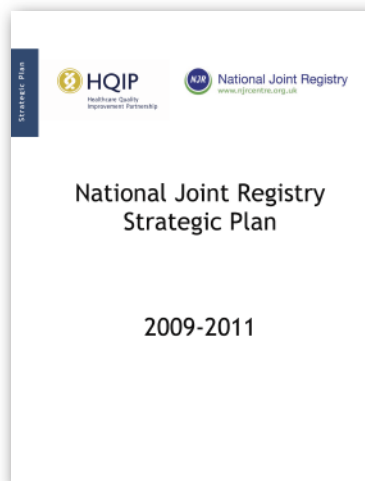 Strategic Plan
HQIP
Healthcare Quality
Improvement Partnership
NJR
National Joint Registry
www.njrcentre.org.uk
National Joint Registry
Strategic Plan
2009-2011